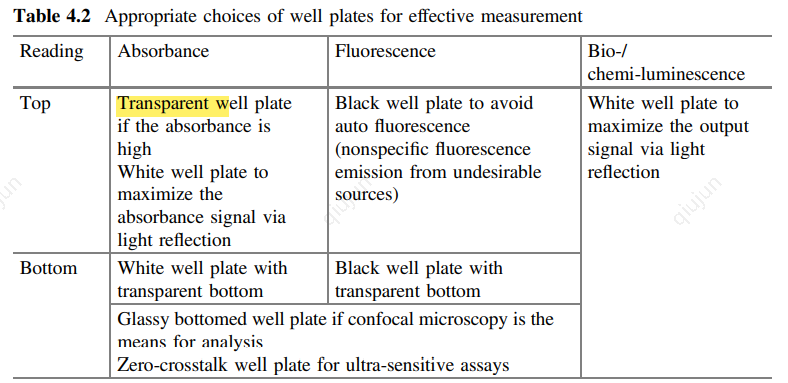 Table 4.2 Appropriate choices of well plates for effective measurement
Reading
Absorbance
Fluorescence
Bio-/
chemi-luminescence
Top
Transparent well plate
if the absorbance is
high
White well plate to
maximize the
absorbance signal via
light reflection
Black well plate to avoid
auto fluorescence
(nonspecific fluorescence
emission from undesirable
sources)
White well plate to
maximize the output
signal via light
reflection
Bottom
White well plate with
transparent bottom
Black well plate with
transparent bottom
Glassy bottomed well plate if confocal microscopy is the
means for analysis
Zero-crosstalk well plate for ultra-sensitive assays
qiujun
qiujun